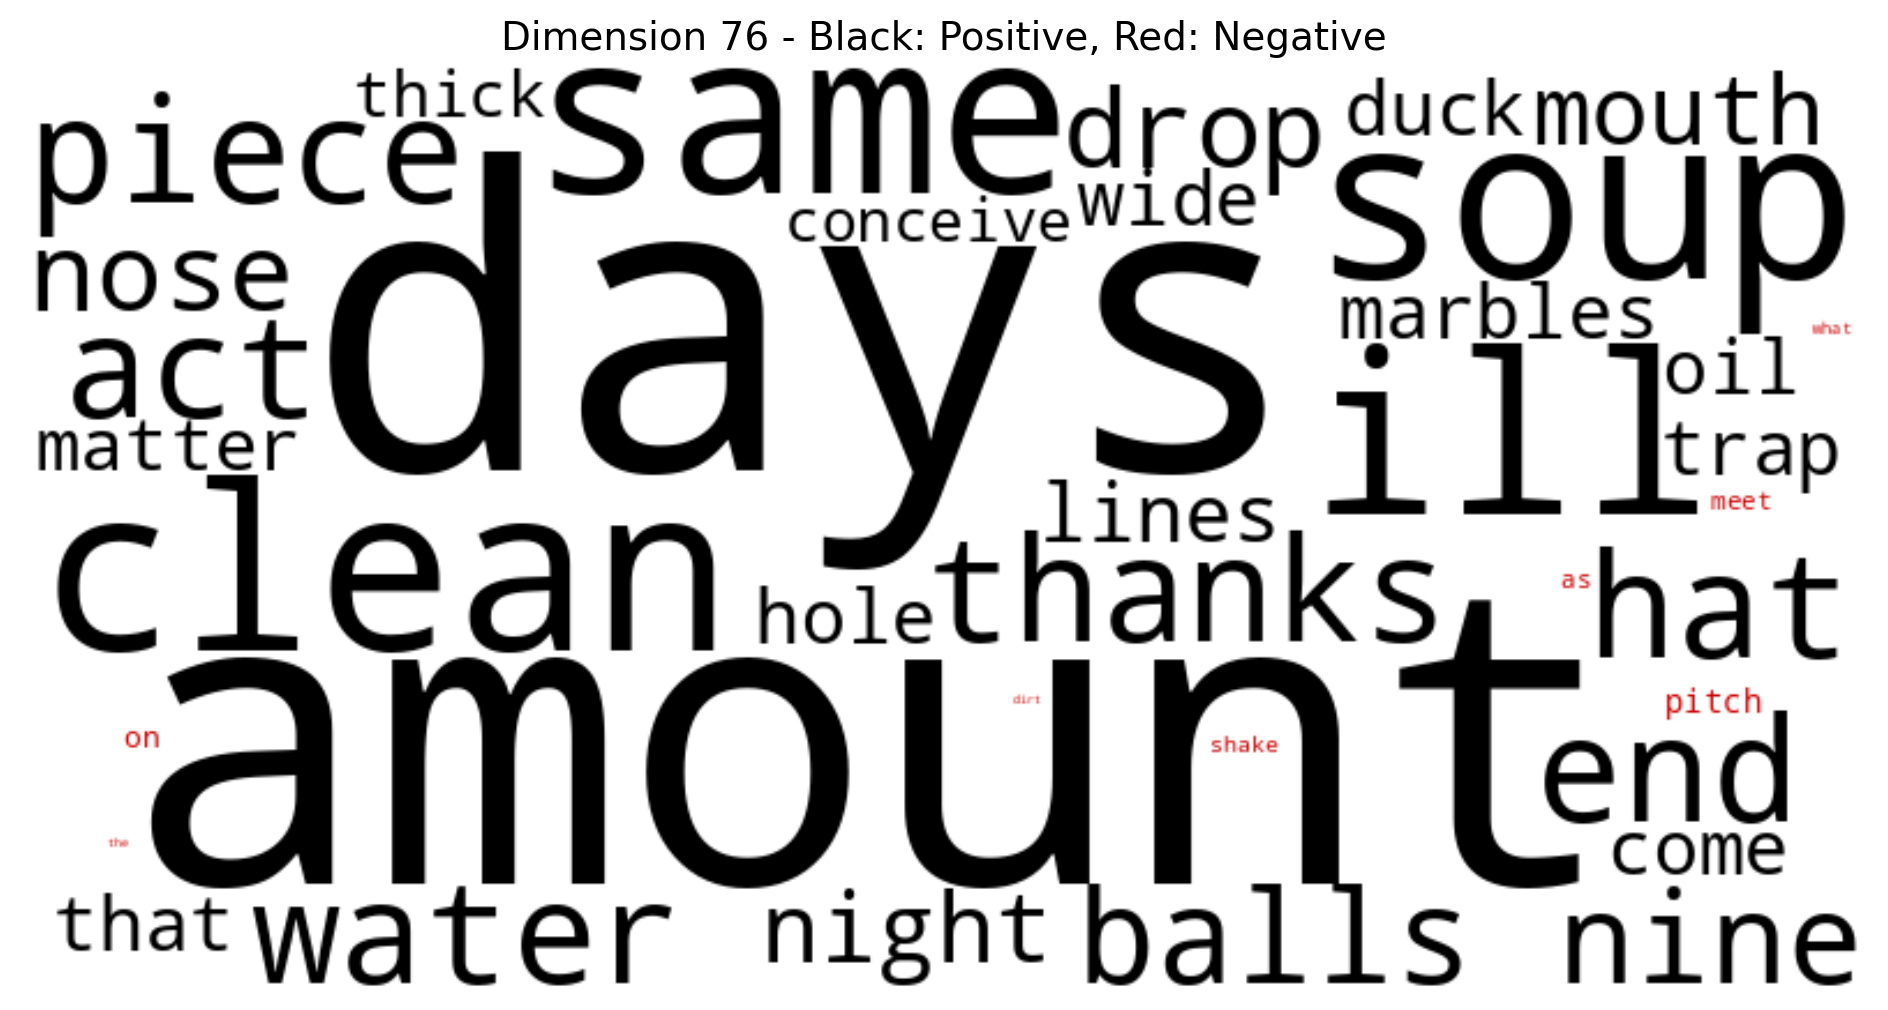 Dimension 76 - Black: Positive, Red: Negative
thick
same
drop
duck
mouth
piece
conceive
wide
soup
nose
days
marbles
what
act
ill
oil
matter
trap
meet
clean
lines
thanks
as
hat
hole
amount
dirt
pitch
on
shake
end
the
come
that
water
night
balls
nine